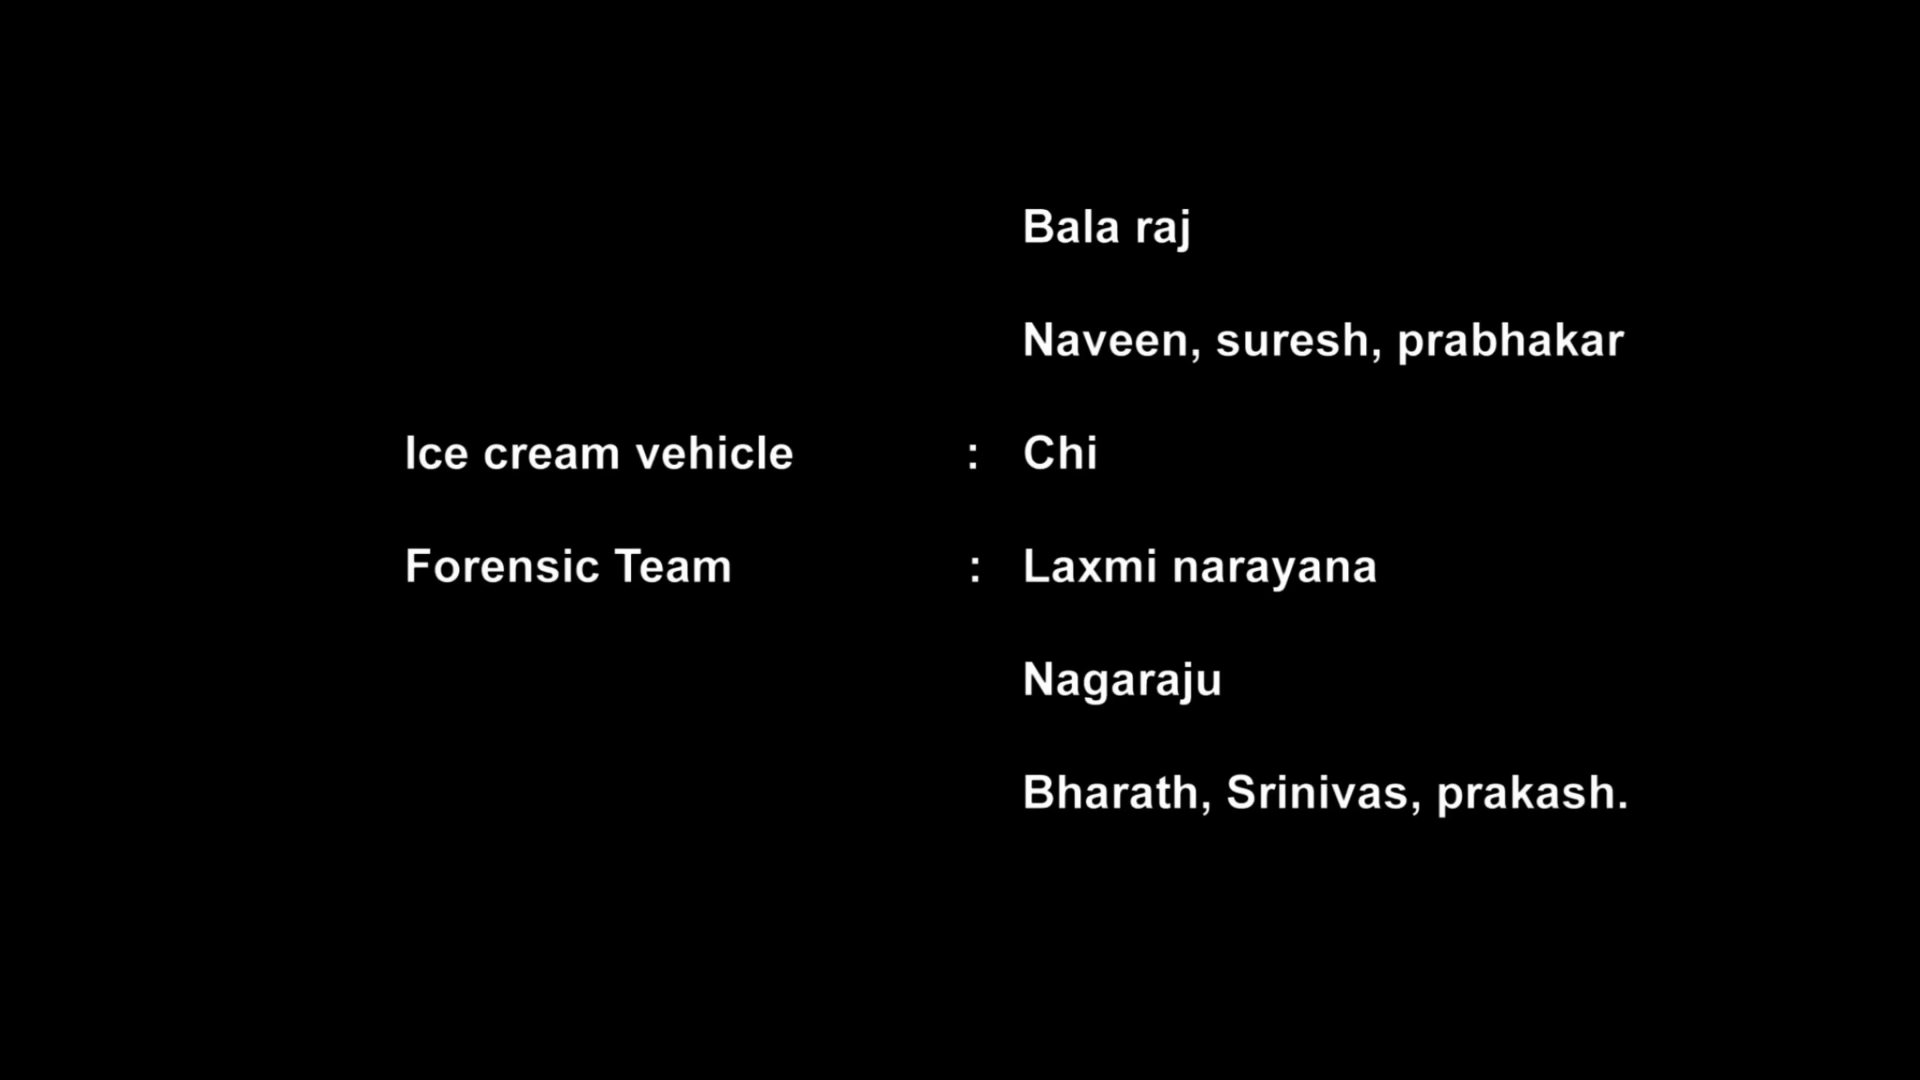 Bala raj
Naveen, suresh, prabhakar
Ice cream vehicle : Chi
Forensic Team : Laxmi narayana
Nagaraju
Bharath, Srinivas, prakash.